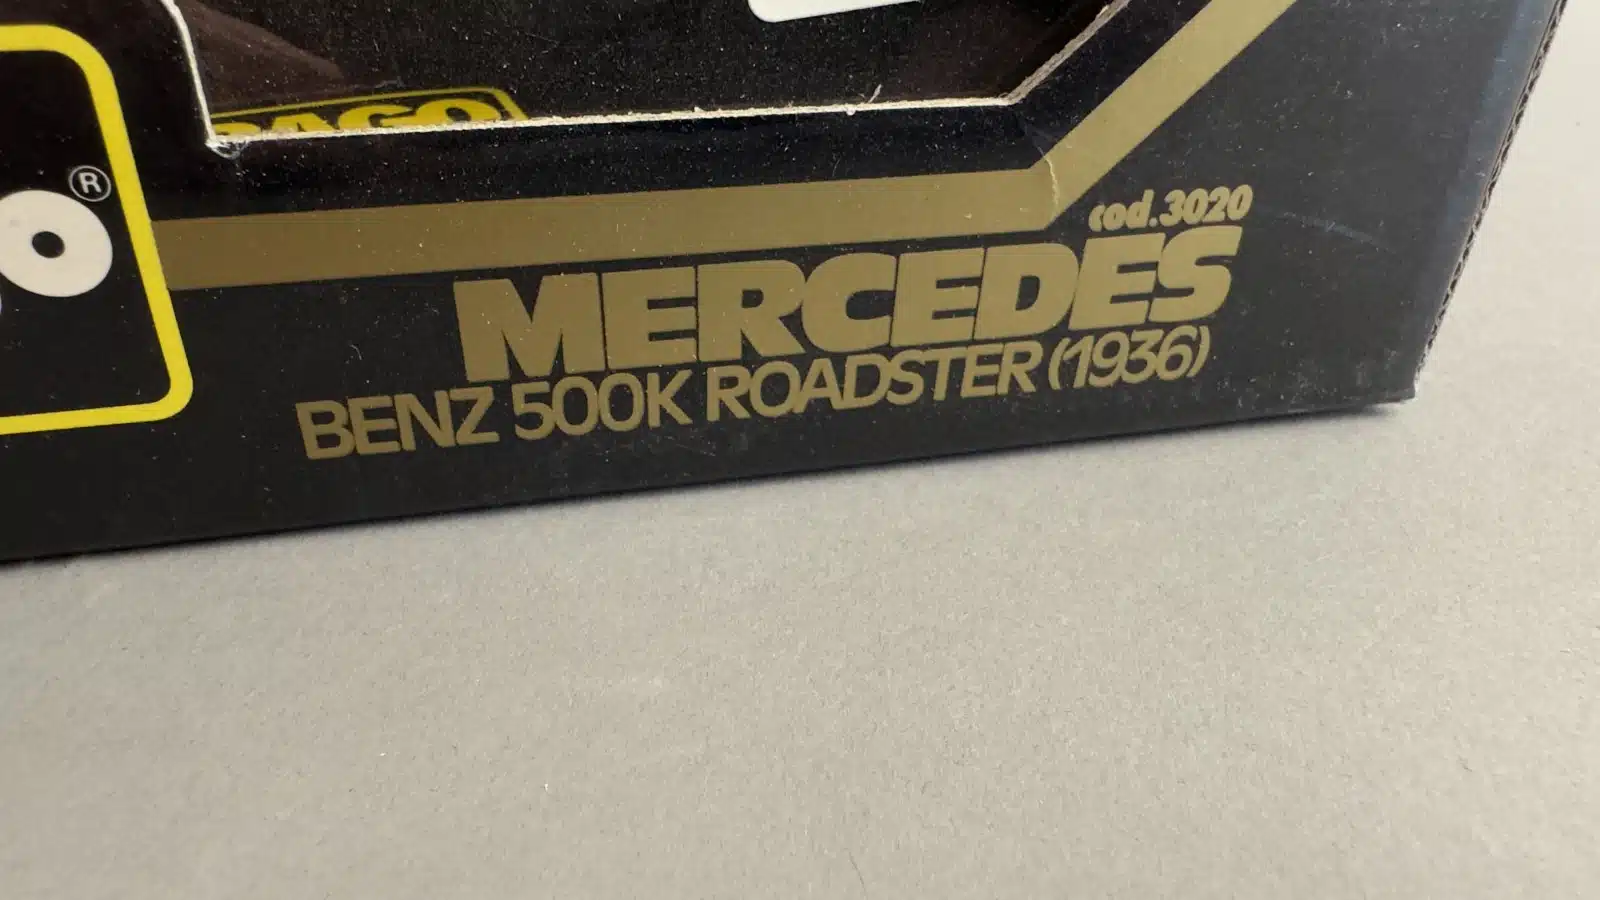 o®
cod.3020
MERCEDES
BENZ 500K ROADSTER (1936)